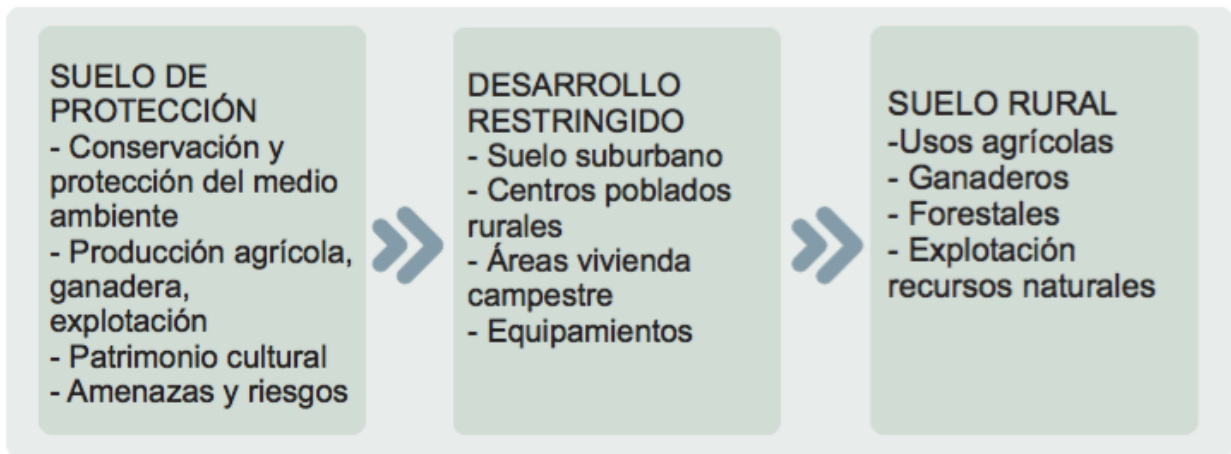 SUELO DE
PROTECCIÓN
- Conservación y
protección del medio
ambiente
- Producción agrícola,
ganadera,
explotación
- Patrimonio cultural
- Amenazas y riesgos
DESARROLLO
RESTRINGIDO
- Suelo suburbano
- Centros poblados
rurales
- Áreas vivienda
campestre
- Equipamientos
SUELO RURAL
-Usos agrícolas
- Ganaderos
- Forestales
- Explotación
recursos naturales